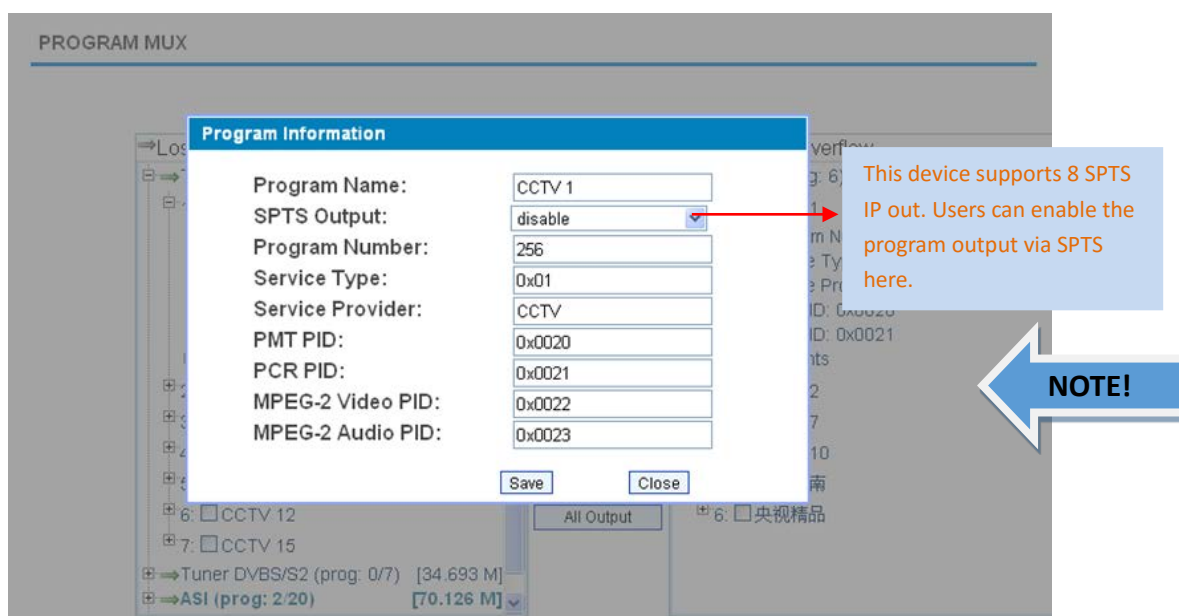 PROGRAM MUX
Program Information
Program Name: CCTV 1
SPTS Output: disable
Program Number: 256
Service Type: 0x01
Service Provider: CCTV
PMT PID: 0x0020
PCR PID: 0x0021
MPEG-2 Video PID: 0x0022
MPEG-2 Audio PID: 0x0023
Save Close
This device supports 8 SPTS
IP out. Users can enable the
program output via SPTS
here.
NOTE!
ID: 0x0021
2
7
10
南
6: CCTV 12
All Output
6: 央视精品
7: CCTV 15
Tuner DVBS/S2 (prog: 0/7) [34.693 M]
ASI (prog: 2/20) [70.126 M]